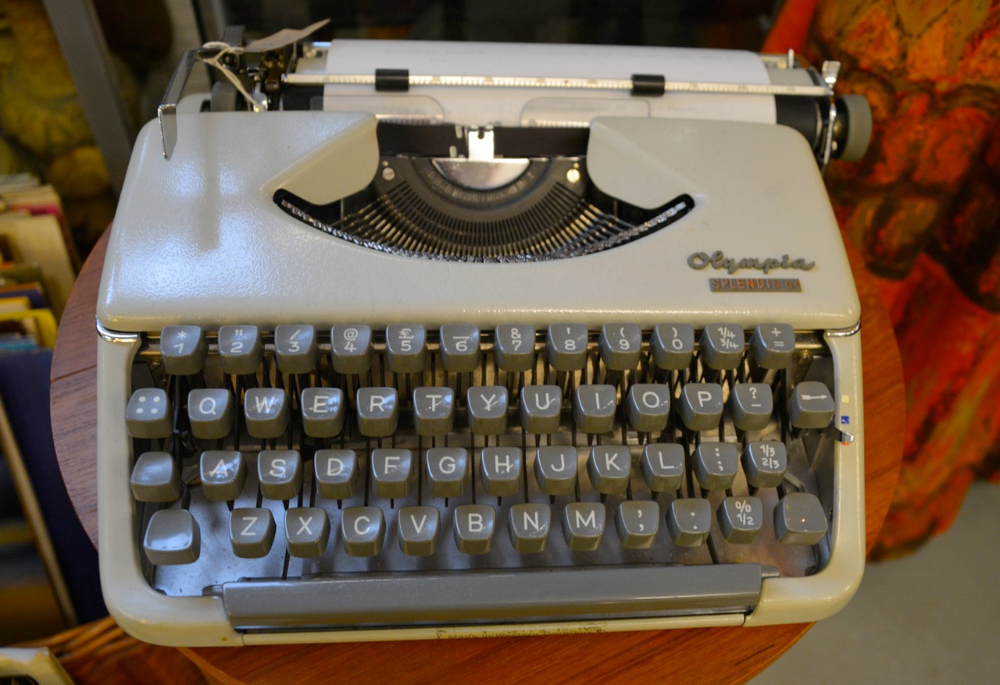 Olympia
SPLENDID 66
* " / @ £ _ & ' ( ) 1/4 +
1 2 3 4 5 6 7 8 9 0 3/4 =
Q W E R T Y U I O P ? -
A S D F G H J K L : ; 1/3 2/3
Z X C V B N M , ; . : % 1/2